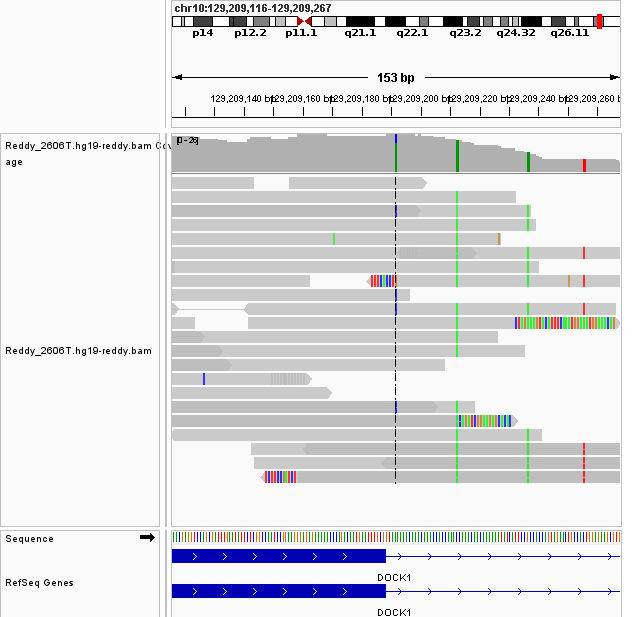 chr10:129,209,116-129,209,267
p14 p12.2 p11.1 q21.1 q22.1 q23.2 q24.32 q26.11
153 bp
129,209,140 bp 129,209,160 bp 129,209,180 bp 129,209,200 bp 129,209,220 bp 129,209,240 bp 129,209,260 b
[0-26]
Reddy_2606T.hg19-reddy.bam Cov
age
Reddy_2606T.hg19-reddy.bam
Sequence
DOCK1
RefSeq Genes
DOCK1